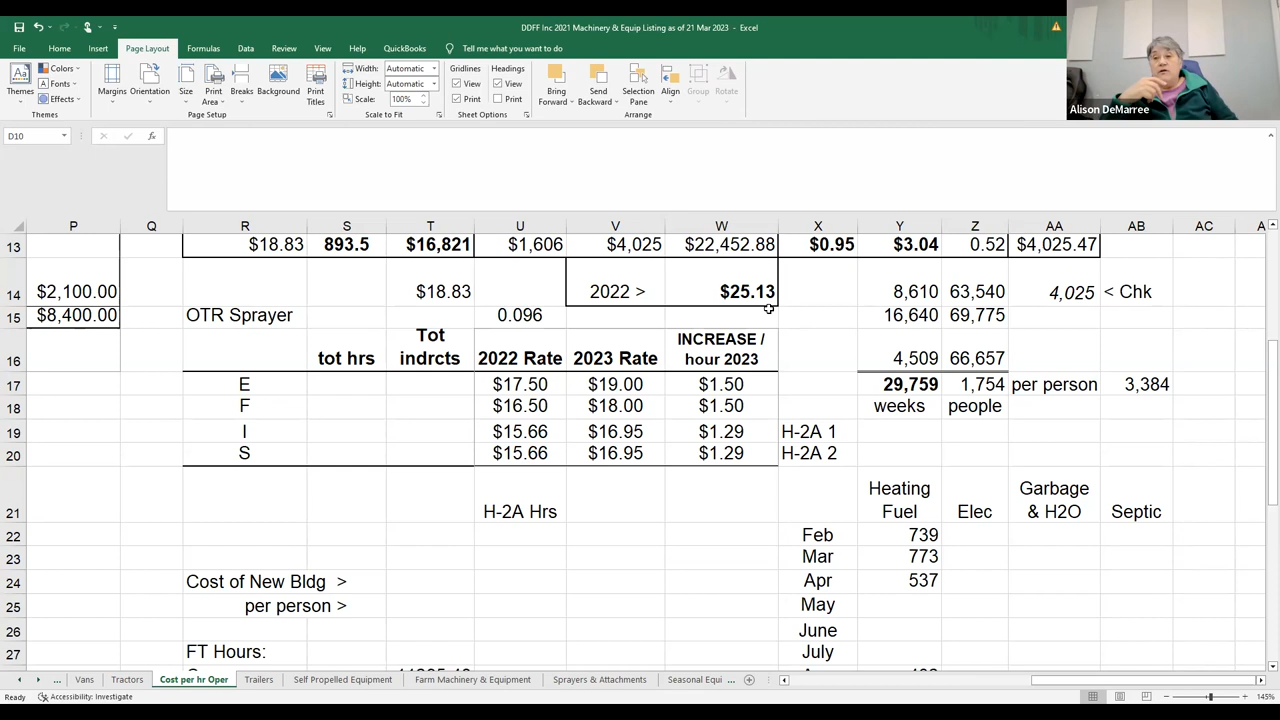 DDFF Inc 2021 Machinery & Equip Listing as of 21 Mar 2023 - Excel
File Home Insert Page Layout Formulas Data Review View Help QuickBooks Tell me what you want to do
Themes
Colors
Fonts
Effects
Themes
Margins
Orientation
Size
Print Area
Breaks
Background
Print Titles
Page Setup
Width: Automatic
Height: Automatic
Scale: 100%
Scale to Fit
Gridlines Headings
View View
Print Print
Sheet Options
Bring Forward
Send Backward
Selection Pane
Align
Group
Rotate
Arrange
Alison DeMarree
D10 fx
P Q R S T U V W X Y Z AA AB AC A
13 $18.83 893.5 $16,821 $1,606 $4,025 $22,452.88 $0.95 $3.04 0.52 $4,025.47
14 $2,100.00 $18.83 2022 > $25.13 8,610 63,540 4,025 < Chk
15 $8,400.00 OTR Sprayer 0.096 16,640 69,775
16 tot hrs Tot indrcts 2022 Rate 2023 Rate INCREASE / hour 2023 4,509 66,657
17 E $17.50 $19.00 $1.50 29,759 1,754 per person 3,384
18 F $16.50 $18.00 $1.50 weeks people
19 I $15.66 $16.95 $1.29 H-2A 1
20 S $15.66 $16.95 $1.29 H-2A 2
21 H-2A Hrs Heating Fuel Elec Garbage & H2O Septic
22 Feb 739
23 Mar 773
24 Cost of New Bldg > Apr 537
25 per person > May
26 June
27 FT Hours: July
... Vans Tractors Cost per hr Oper Trailers Self Propelled Equipment Farm Machinery & Equipment Sprayers & Attachments Seasonal Equi ...
Ready Accessibility: Investigate 145%